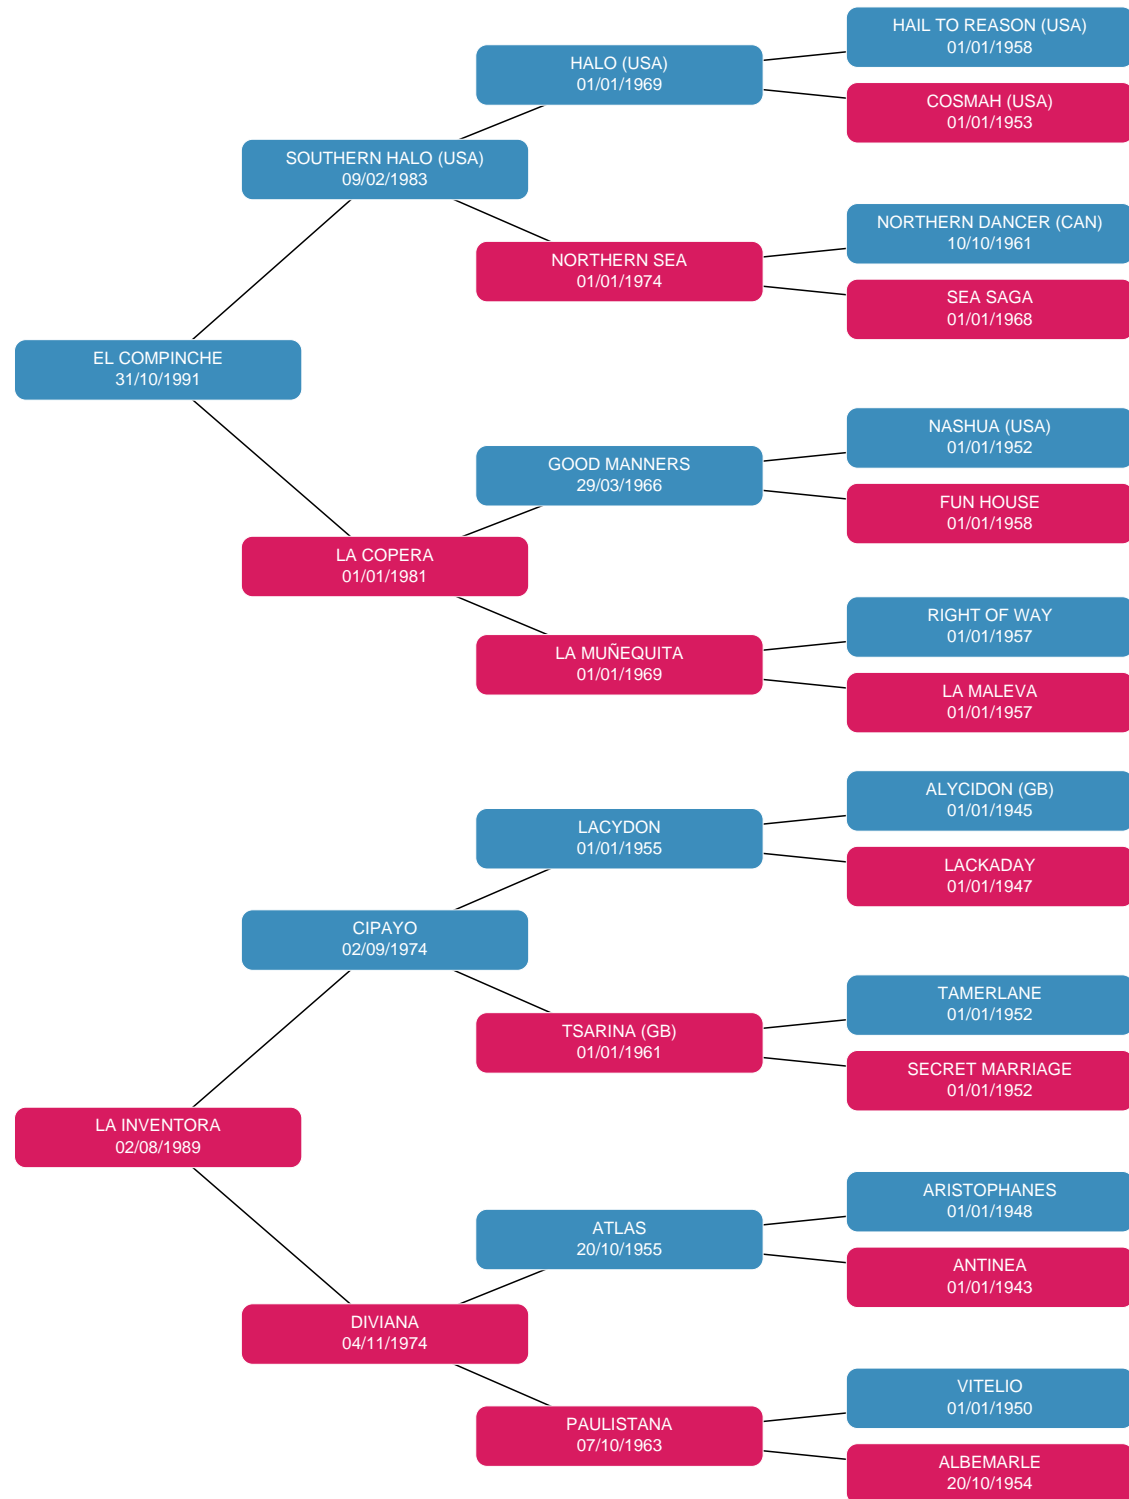 HAIL TO REASON (USA)
01/01/1958
HALO (USA)
01/01/1969
COSMAH (USA)
01/01/1953
SOUTHERN HALO (USA)
09/02/1983
NORTHERN DANCER (CAN)
10/10/1961
NORTHERN SEA
01/01/1974
SEA SAGA
01/01/1968
EL COMPINCHE
31/10/1991
NASHUA (USA)
01/01/1952
GOOD MANNERS
29/03/1966
FUN HOUSE
01/01/1958
LA COPERA
01/01/1981
RIGHT OF WAY
01/01/1957
LA MUÑEQUITA
01/01/1969
LA MALEVA
01/01/1957
ALYCIDON (GB)
01/01/1945
LACYDON
01/01/1955
LACKADAY
01/01/1947
CIPAYO
02/09/1974
TAMERLANE
01/01/1952
TSARINA (GB)
01/01/1961
SECRET MARRIAGE
01/01/1952
LA INVENTORA
02/08/1989
ARISTOPHANES
01/01/1948
ATLAS
20/10/1955
ANTINEA
01/01/1943
DIVIANA
04/11/1974
VITELIO
01/01/1950
PAULISTANA
07/10/1963
ALBEMARLE
20/10/1954